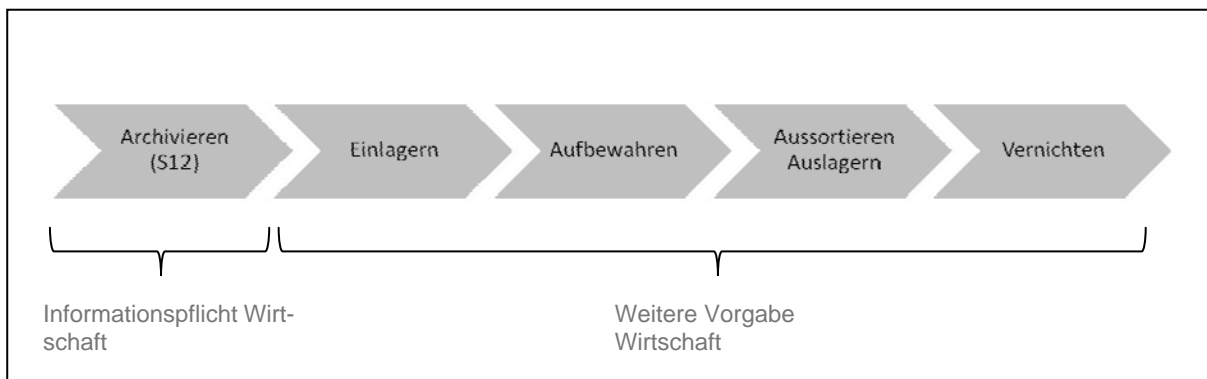 Archivieren
(S12)
Einlagern
Aufbewahren
Aussortieren
Auslagern
Vernichten
Informationspflicht Wirt-
schaft
Weitere Vorgabe
Wirtschaft